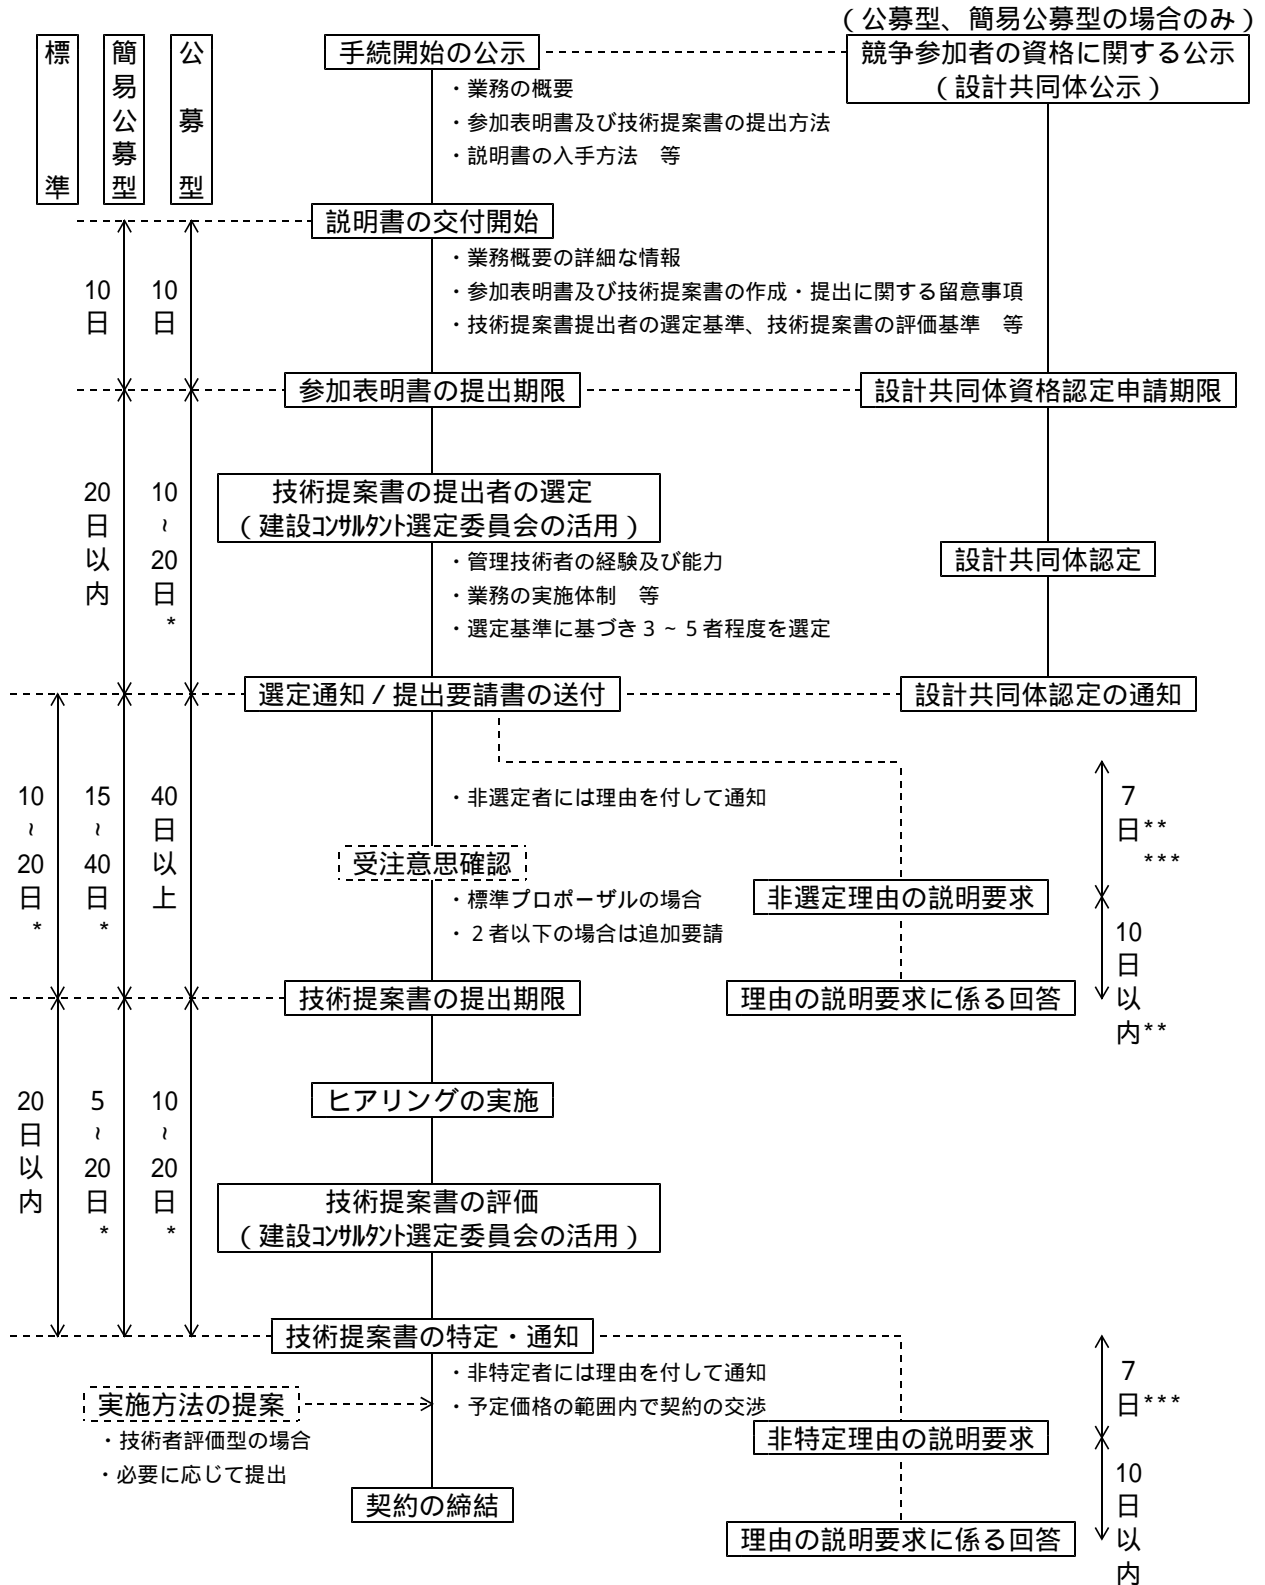 （公募型、簡易公募型の場合のみ）
標準
簡易公募型
公募型
手続開始の公示
競争参加者の資格に関する公示
（設計共同体公示）
・業務の概要
・参加表明書及び技術提案書の提出方法
・説明書の入手方法　等
説明書の交付開始
・業務概要の詳細な情報
・参加表明書及び技術提案書の作成・提出に関する留意事項
・技術提案書提出者の選定基準、技術提案書の評価基準　等
10日
10日
参加表明書の提出期限
設計共同体資格認定申請期限
20日以内
10～20日*
技術提案書の提出者の選定
（建設ｺﾝｻﾙﾀﾝﾄ選定委員会の活用）
・管理技術者の経験及び能力
・業務の実施体制　等
・選定基準に基づき３～５者程度を選定
設計共同体認定
選定通知／提出要請書の送付
設計共同体認定の通知
10～20日*
15～40日*
40日以上
・非選定者には理由を付して通知
受注意思確認
・標準プロポーザルの場合
・２者以下の場合は追加要請
7日**
***
非選定理由の説明要求
10日以内**
技術提案書の提出期限
理由の説明要求に係る回答
20日以内
5～20日*
10～20日*
ヒアリングの実施
技術提案書の評価
（建設ｺﾝｻﾙﾀﾝﾄ選定委員会の活用）
技術提案書の特定・通知
・非特定者には理由を付して通知
・予定価格の範囲内で契約の交渉
実施方法の提案
・技術者評価型の場合
・必要に応じて提出
7日***
非特定理由の説明要求
10日以内
契約の締結
理由の説明要求に係る回答